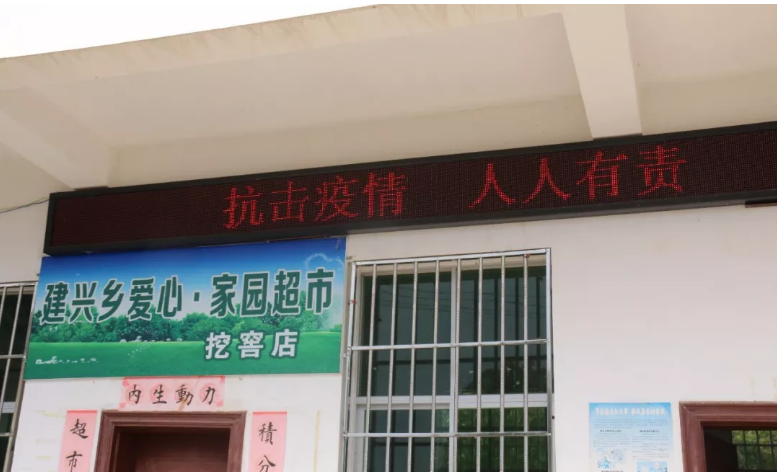 抗击疫情 人人有责
建兴乡爱心·家园超市
挖窖店
内生動力
超市
積分